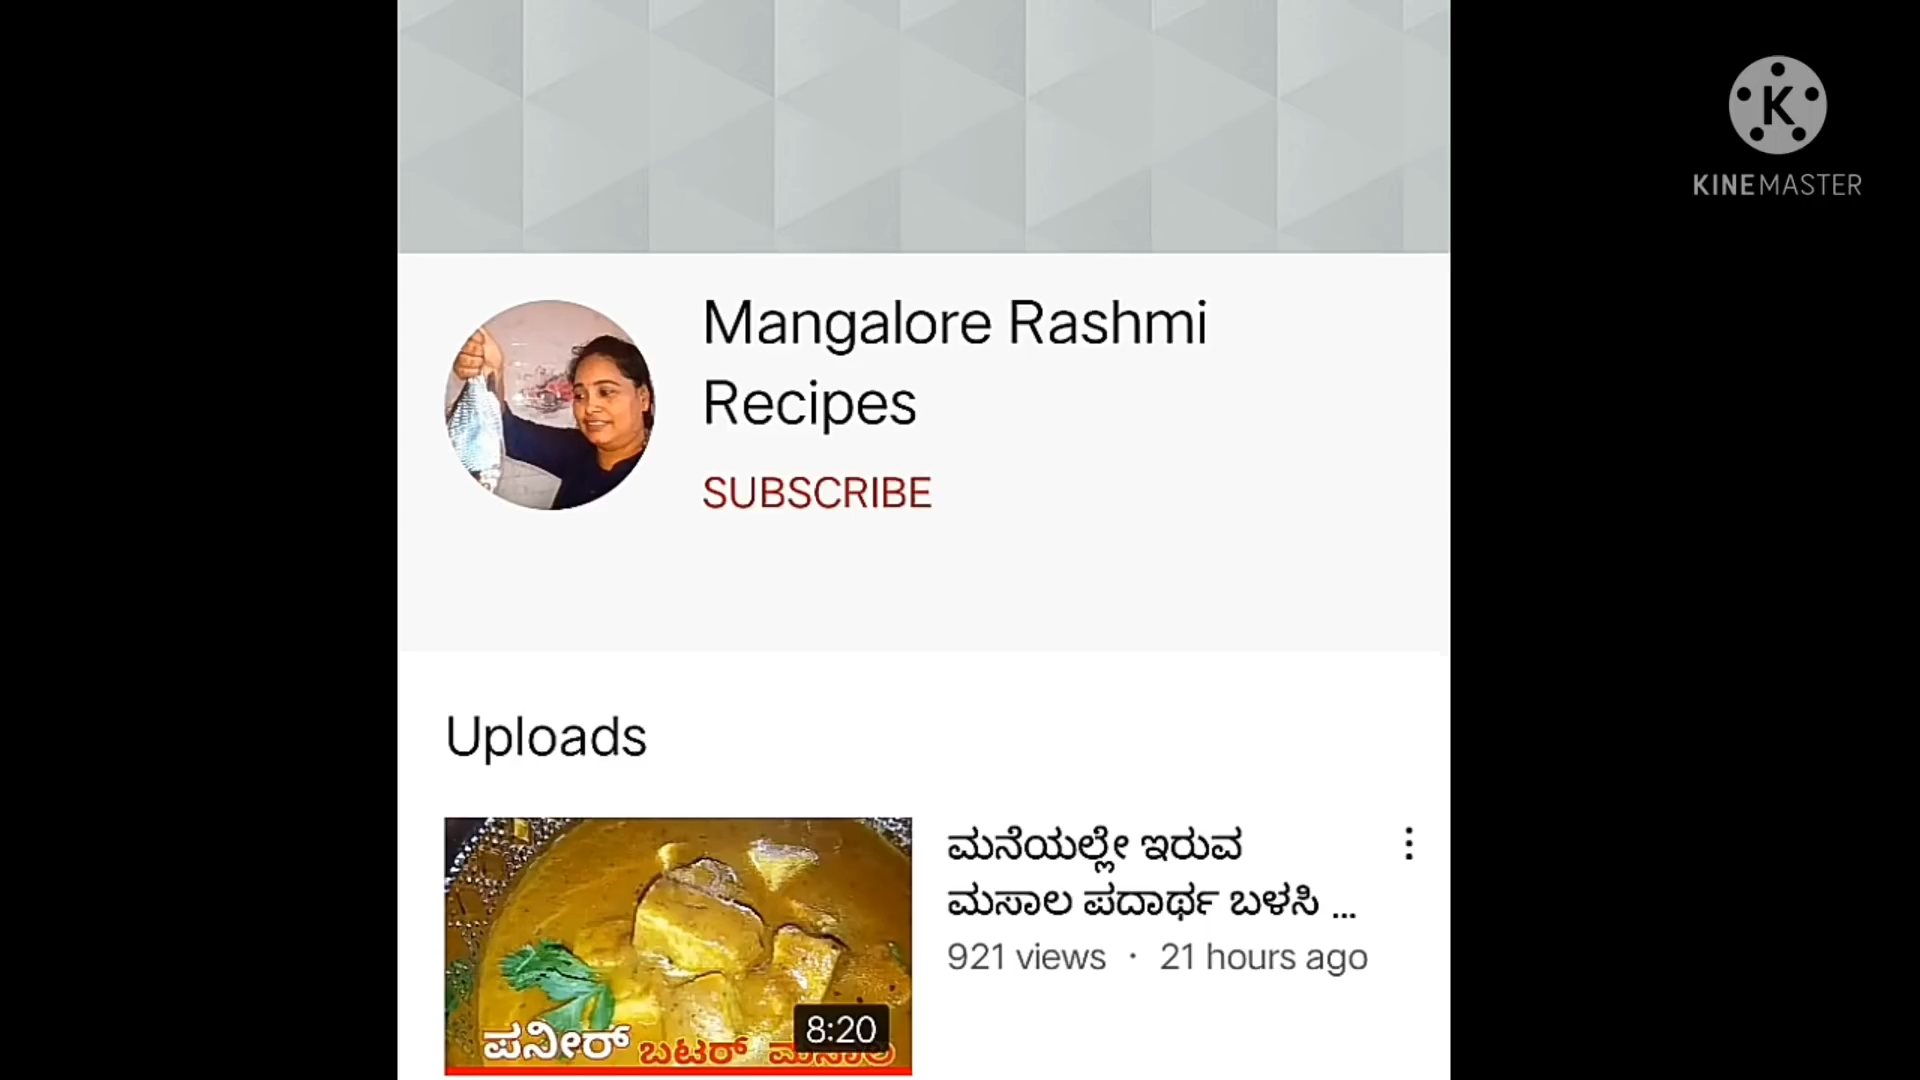 K
KINEMASTER
Mangalore Rashmi
Recipes
SUBSCRIBE
Uploads
ಮನೆಯಲ್ಲೇ ಇರುವ
ಮಸಾಲ ಪದಾರ್ಥ ಬಳಸಿ ...
921 views · 21 hours ago
8:20
ಪನೀರ್ ಬಟರ್ ಮಸಾಲ